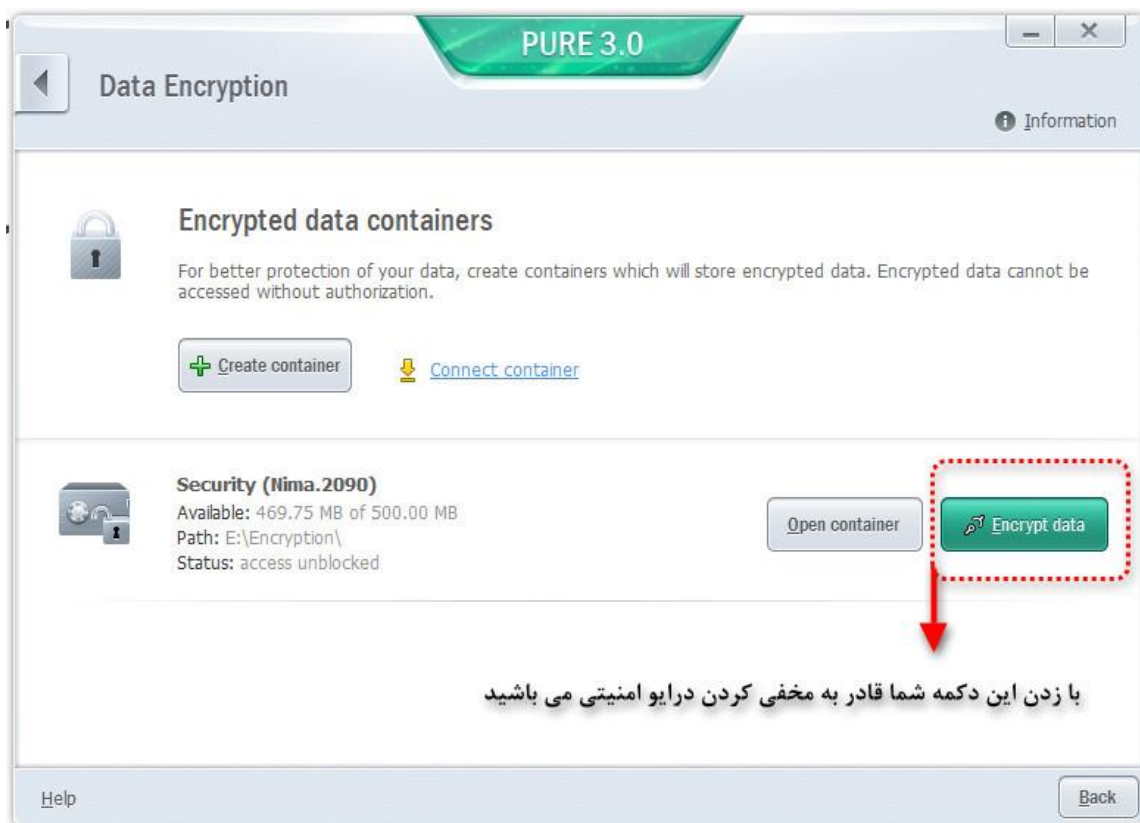 PURE 3.0
Data Encryption
Information
Encrypted data containers
For better protection of your data, create containers which will store encrypted data. Encrypted data cannot be
accessed without authorization.
Create container
Connect container
Security (Nima.2090)
Available: 469.75 MB of 500.00 MB
Path: E:\Encryption\
Status: access unblocked
Open container
Encrypt data
با زدن این دکمه شما قادر به مخفی کردن درایو امنیتی می باشید
Help
Back